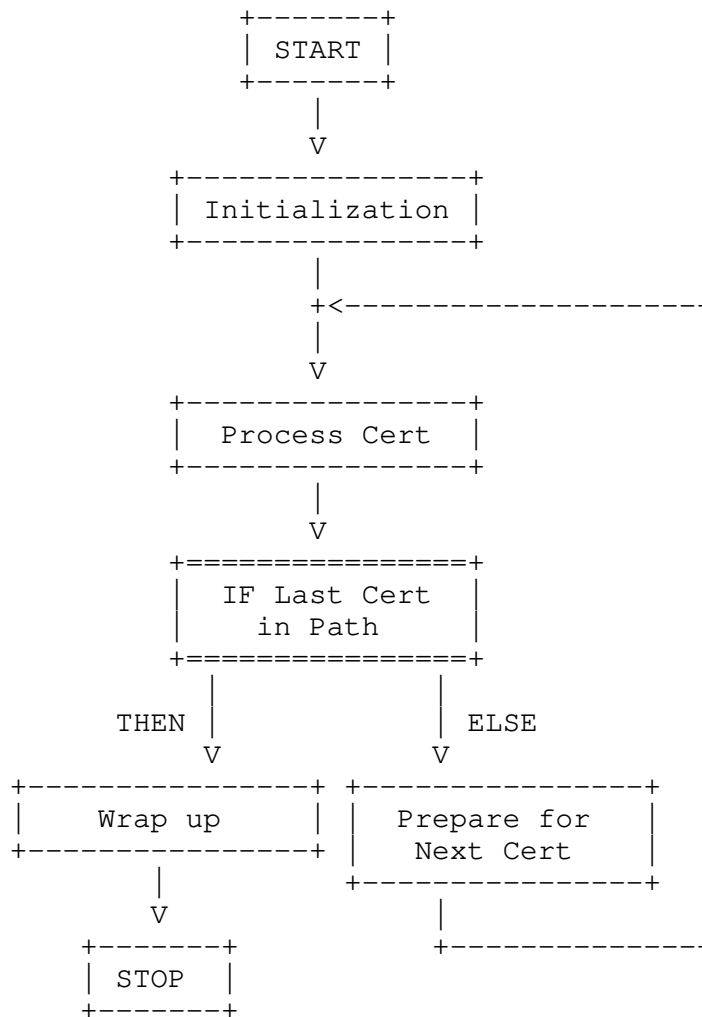 START
Initialization
Process Cert
IF Last Cert
in Path
THEN ELSE
Wrap up Prepare for
Next Cert
STOP